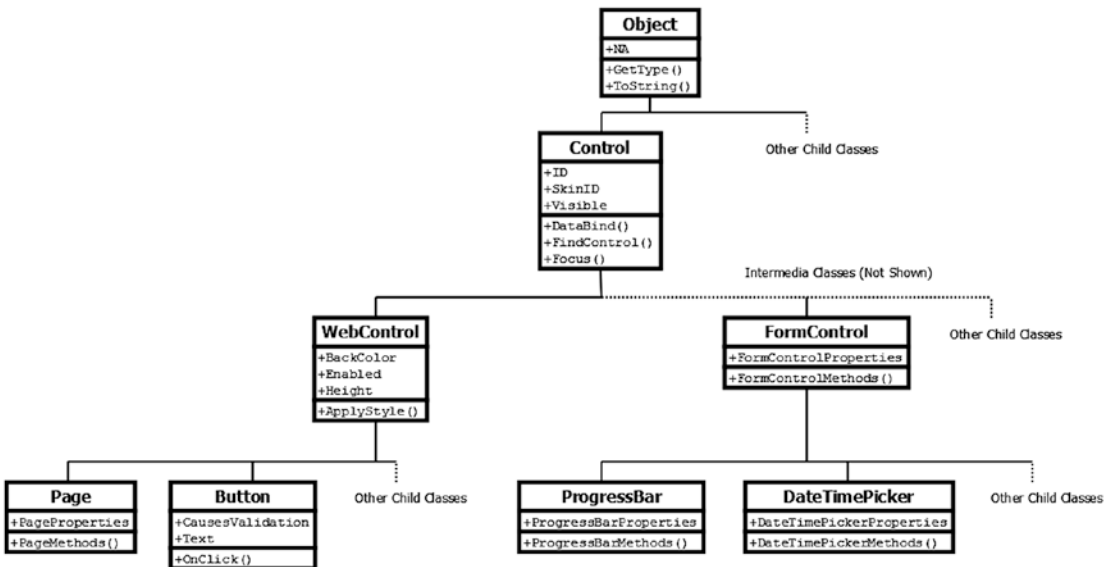 Object
+NA
+GetType()
+ToString()
Other Child Classes
Control
+ID
+SkinID
+Visible
+DataBind()
+FindControl()
+Focus()
Intermedia Classes (Not Shown)
Other Child Classes
WebControl
+BackColor
+Enabled
+Height
+ApplyStyle()
FormControl
+FormControlProperties
+FormControlMethods()
Page
+PageProperties
+PageMethods()
Button
+CausesValidation
+Text
+OnClick()
Other Child Classes
ProgressBar
+ProgressBarProperties
+ProgressBarMethods()
DateTimePicker
+DateTimePickerProperties
+DateTimePickerMethods()
Other Child Classes